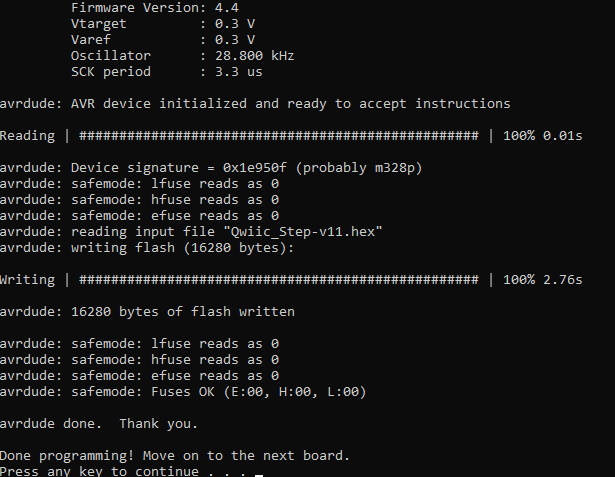 Firmware Version: 4.4
Vtarget         : 0.3 V
Varef           : 0.3 V
Oscillator      : 28.800 kHz
SCK period      : 3.3 us
avrdude: AVR device initialized and ready to accept instructions
Reading | ################################################## | 100% 0.01s
avrdude: Device signature = 0x1e950f (probably m328p)
avrdude: safemode: lfuse reads as 0
avrdude: safemode: hfuse reads as 0
avrdude: safemode: efuse reads as 0
avrdude: reading input file "Qwiic_Step-v11.hex"
avrdude: writing flash (16280 bytes):
Writing | ################################################## | 100% 2.76s
avrdude: 16280 bytes of flash written
avrdude: safemode: lfuse reads as 0
avrdude: safemode: hfuse reads as 0
avrdude: safemode: efuse reads as 0
avrdude: safemode: Fuses OK (E:00, H:00, L:00)
avrdude done.  Thank you.
Done programming! Move on to the next board.
Press any key to continue . . .